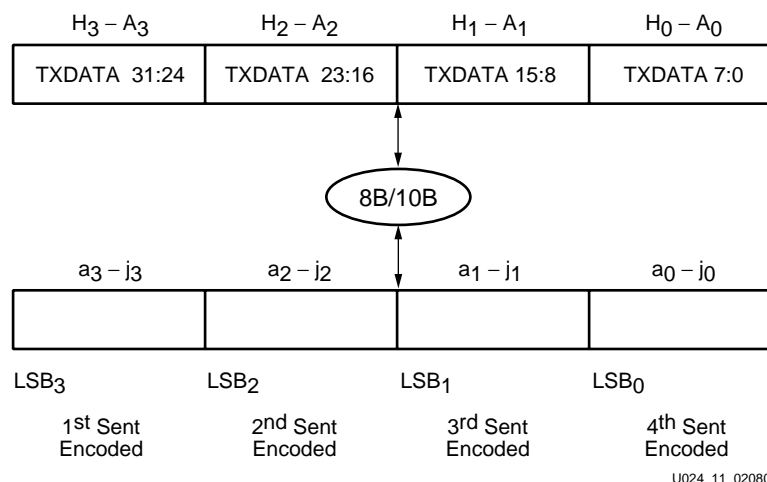 H3 – A3 H2 – A2 H1 – A1 H0 – A0
TXDATA 31:24 TXDATA 23:16 TXDATA 15:8 TXDATA 7:0
8B/10B
a3 – j3 a2 – j2 a1 – j1 a0 – j0
LSB3 LSB2 LSB1 LSB0
1st Sent 2nd Sent 3rd Sent 4th Sent
Encoded Encoded Encoded Encoded